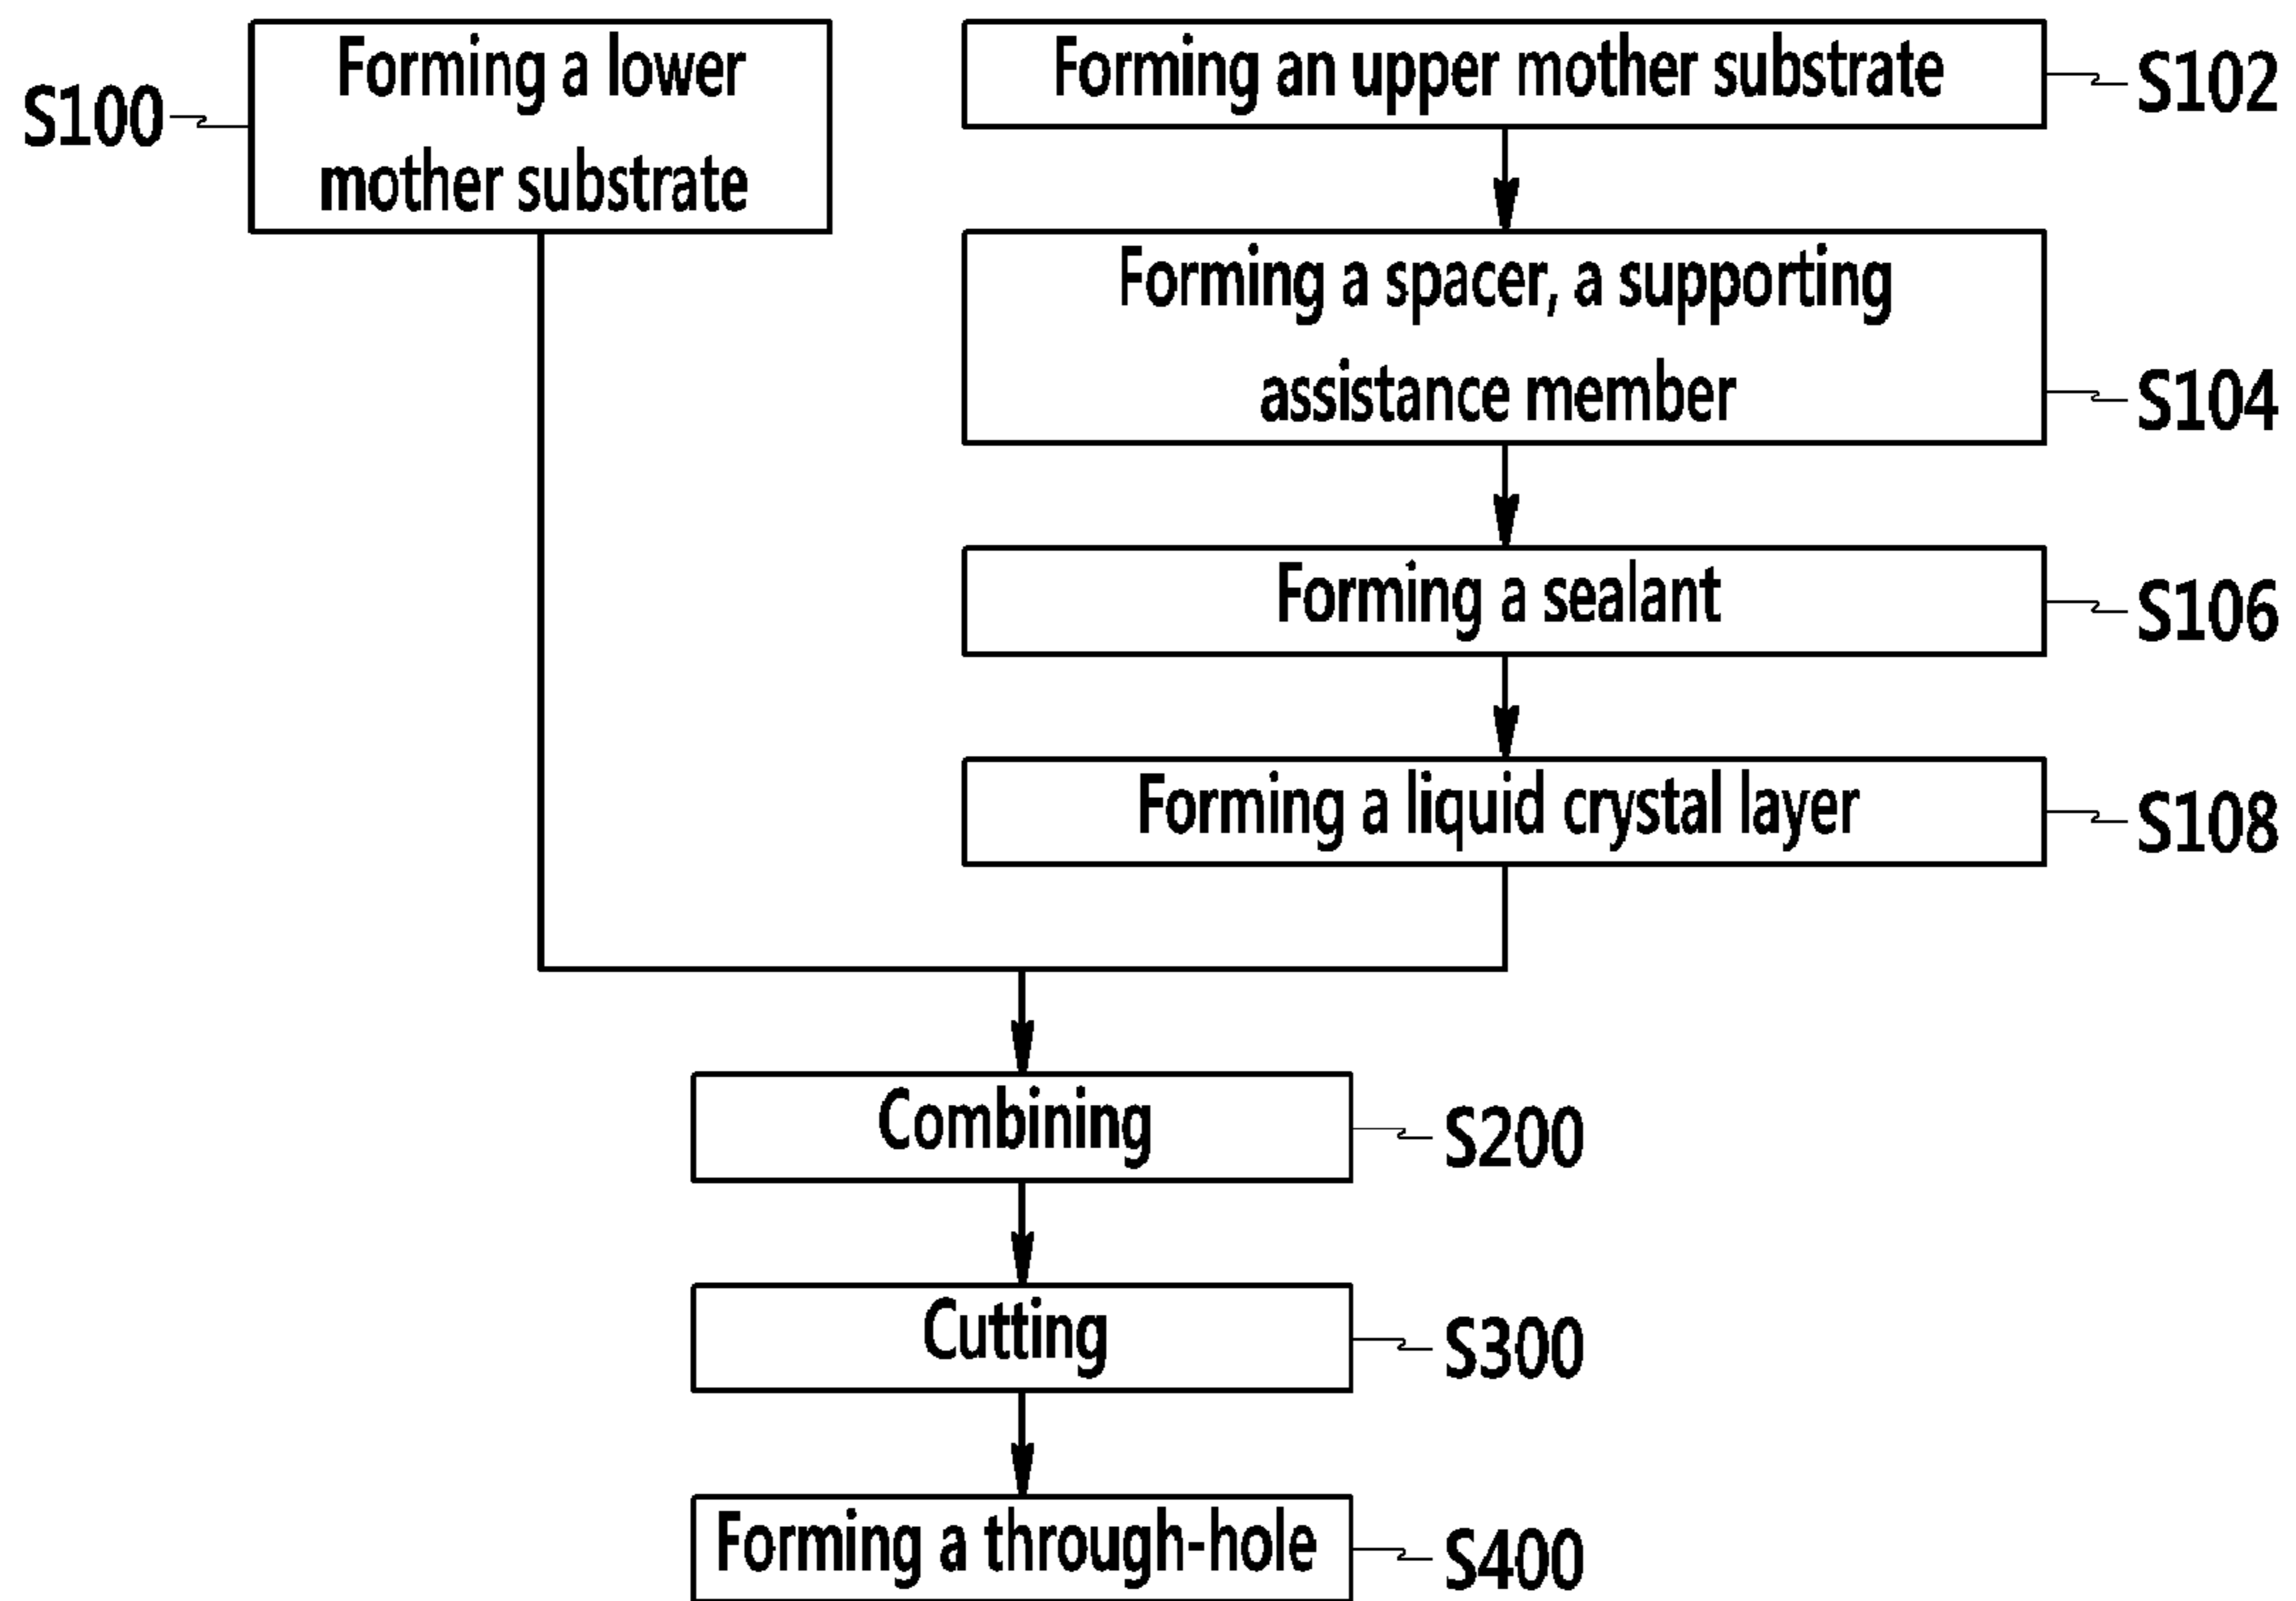 S100
Forming a lower
mother substrate
Forming an upper mother substrate
S102
Forming a spacer, a supporting
assistance member
S104
Forming a sealant
S106
Forming a liquid crystal layer
S108
Combining
S200
Cutting
S300
Forming a through-hole
S400